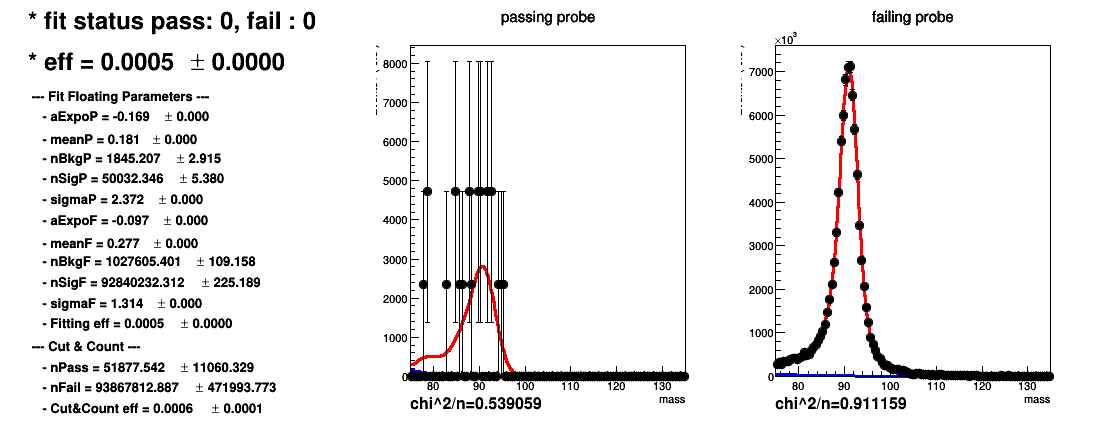 * fit status pass: 0, fail : 0
* eff = 0.0005 ± 0.0000
--- Fit Floating Parameters ---
- aExpoP = -0.169 ± 0.000
- meanP = 0.181 ± 0.000
- nBkgP = 1845.207 ± 2.915
- nSigP = 50032.346 ± 5.380
- sigmaP = 2.372 ± 0.000
- aExpoF = -0.097 ± 0.000
- meanF = 0.277 ± 0.000
- nBkgF = 1027605.401 ± 109.158
- nSigF = 92840232.312 ± 225.189
- sigmaF = 1.314 ± 0.000
- Fitting eff = 0.0005 ± 0.0000
--- Cut & Count ---
- nPass = 51877.542 ± 11060.329
- nFail = 93867812.887 ± 471993.773
- Cut&Count eff = 0.0006 ± 0.0001
passing probe
8000
7000
6000
5000
4000
3000
2000
1000
0
80 90 100 110 120 130
mass
chi^2/n=0.539059
failing probe
×10³
7000
6000
5000
4000
3000
2000
1000
0
80 90 100 110 120 130
mass
chi^2/n=0.911159